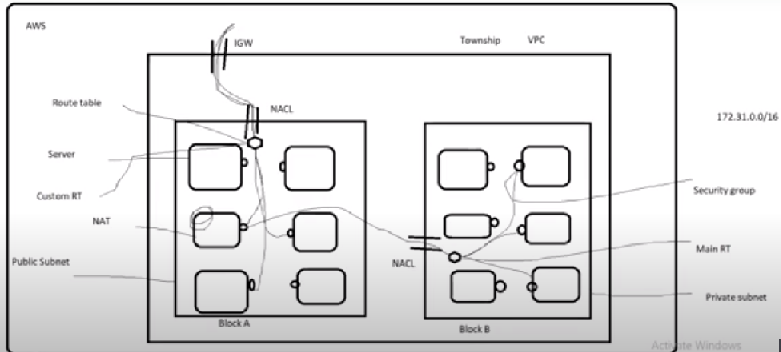 AWS
IGW
Township VPC
Route table
NACL
172.31.0.0/16
Server
Custom RT
Security group
NAT
Main RT
Public Subnet
NACL
Private subnet
Block A
Block B
Activate Windows